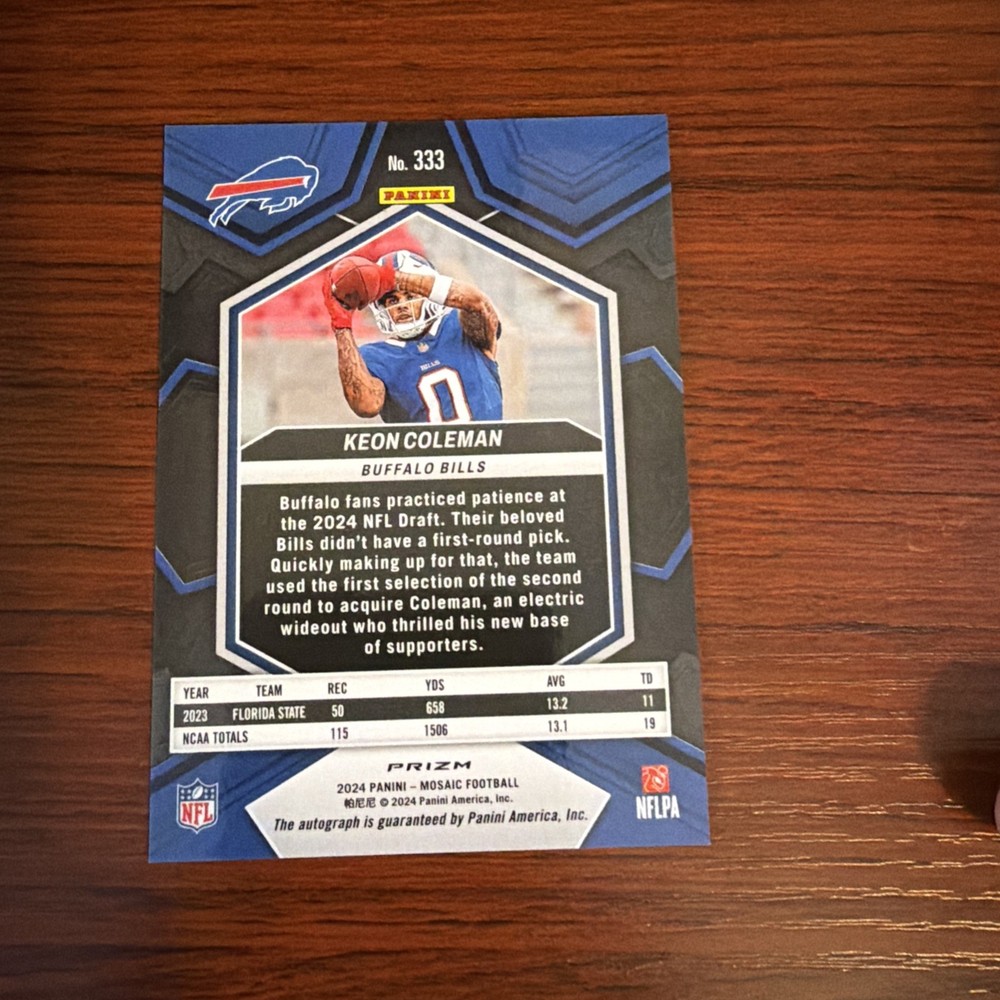 No. 333
PANINI
BILLS
0
KEON COLEMAN
BUFFALO BILLS
Buffalo fans practiced patience at
the 2024 NFL Draft. Their beloved
Bills didn't have a first-round pick.
Quickly making up for that, the team
used the first selection of the second
round to acquire Coleman, an electric
wideout who thrilled his new base
of supporters.
YEAR TEAM REC YDS AVG TD
2023 FLORIDA STATE 50 658 13.2 11
NCAA TOTALS 115 1506 13.1 19
PRIZM
2024 PANINI – MOSAIC FOOTBALL
帕尼尼 © 2024 Panini America, Inc.
The autograph is guaranteed by Panini America, Inc.
NFL
NFLPA